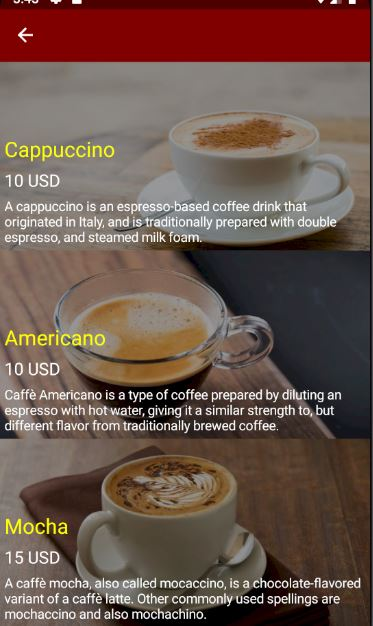 Cappuccino
10 USD
A cappuccino is an espresso-based coffee drink that
originated in Italy, and is traditionally prepared with double
espresso, and steamed milk foam.
Americano
10 USD
Caffè Americano is a type of coffee prepared by diluting an
espresso with hot water, giving it a similar strength to, but
different flavor from traditionally brewed coffee.
Mocha
15 USD
A caffè mocha, also called mocaccino, is a chocolate-flavored
variant of a caffè latte. Other commonly used spellings are
mochaccino and also mochachino.